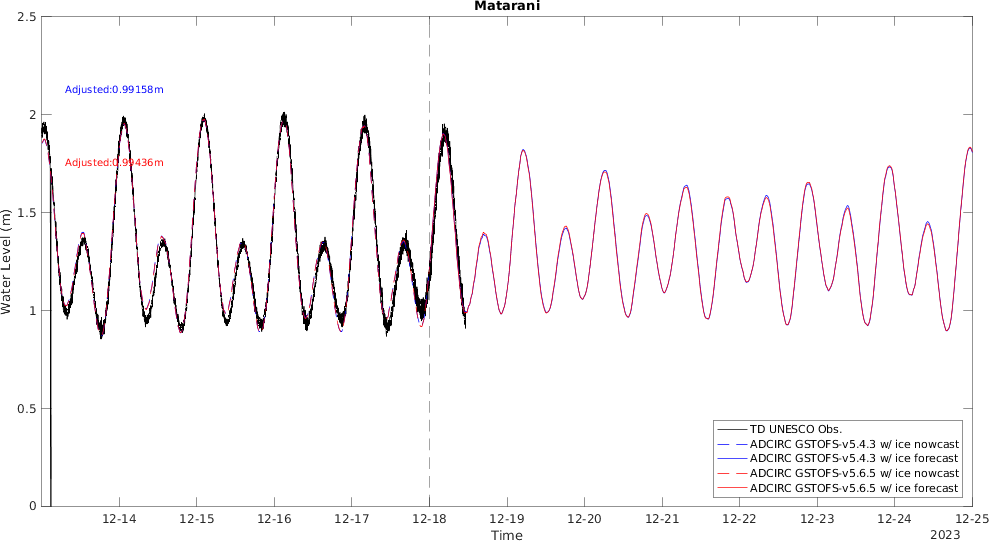 Matarani
2.5
2
1.5
1
0.5
0
Water Level (m)
Adjusted:0.99158m
Adjusted:0.99436m
TD UNESCO Obs.
ADCIRC GSTOFS-v5.4.3 w/ ice nowcast
ADCIRC GSTOFS-v5.4.3 w/ ice forecast
ADCIRC GSTOFS-v5.6.5 w/ ice nowcast
ADCIRC GSTOFS-v5.6.5 w/ ice forecast
12-14 12-15 12-16 12-17 12-18 12-19 12-20 12-21 12-22 12-23 12-24 12-25
Time
2023